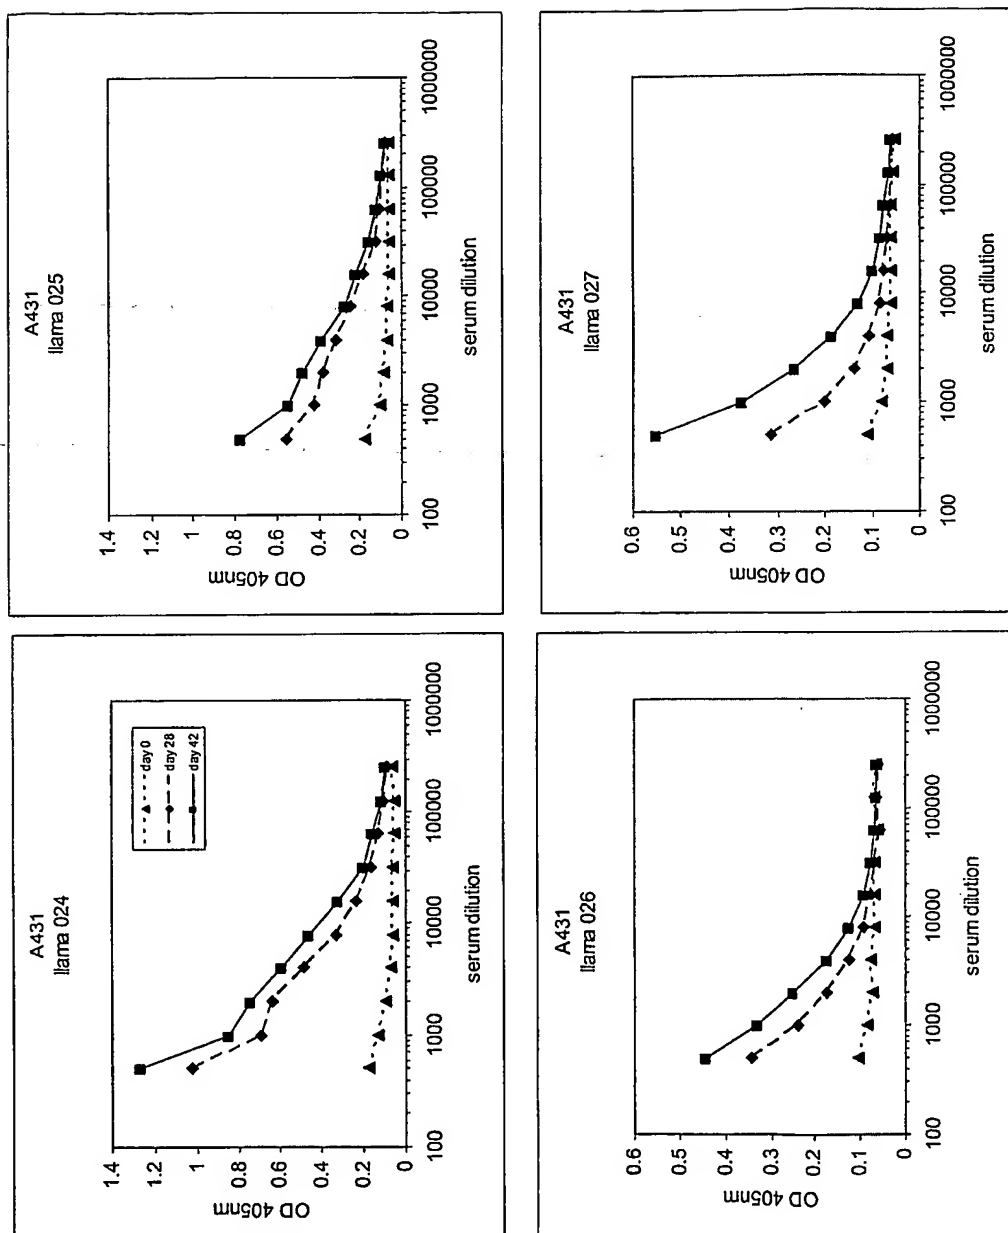 A431
llama 024
OD 405nm
1.4
1.2
1
0.8
0.6
0.4
0.2
0
day 0
day 28
day 42
100
1000
10000
100000
1000000
serum dilution
A431
llama 025
OD 405nm
1.4
1.2
1
0.8
0.6
0.4
0.2
0
100
1000
10000
100000
1000000
serum dilution
A431
llama 026
OD 405nm
0.6
0.5
0.4
0.3
0.2
0.1
0
100
1000
10000
100000
1000000
serum dilution
A431
llama 027
OD 405nm
0.6
0.5
0.4
0.3
0.2
0.1
0
100
1000
10000
100000
1000000
serum dilution